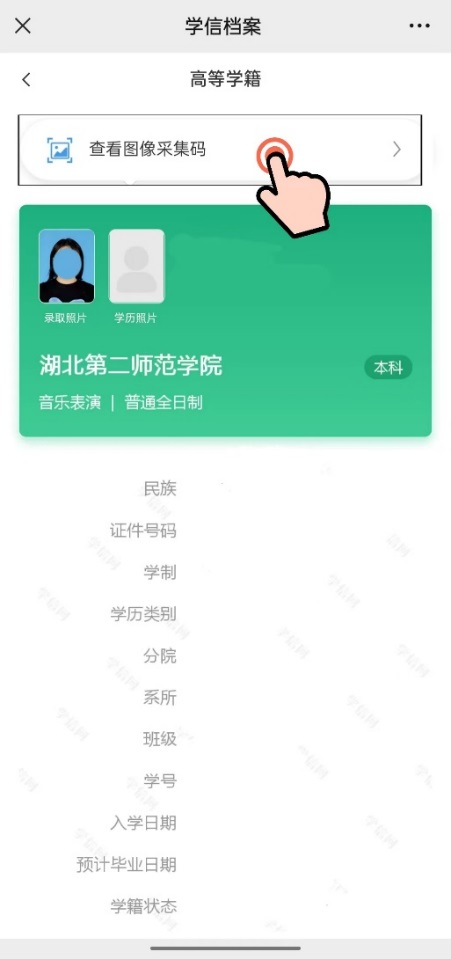 学信档案
高等学籍
查看图像采集码
录取照片 学历照片
湖北第二师范学院 本科
音乐表演 | 普通全日制
民族
证件号码
学制
学历类别
分院
系所
班级
学号
入学日期
预计毕业日期
学籍状态
学信网